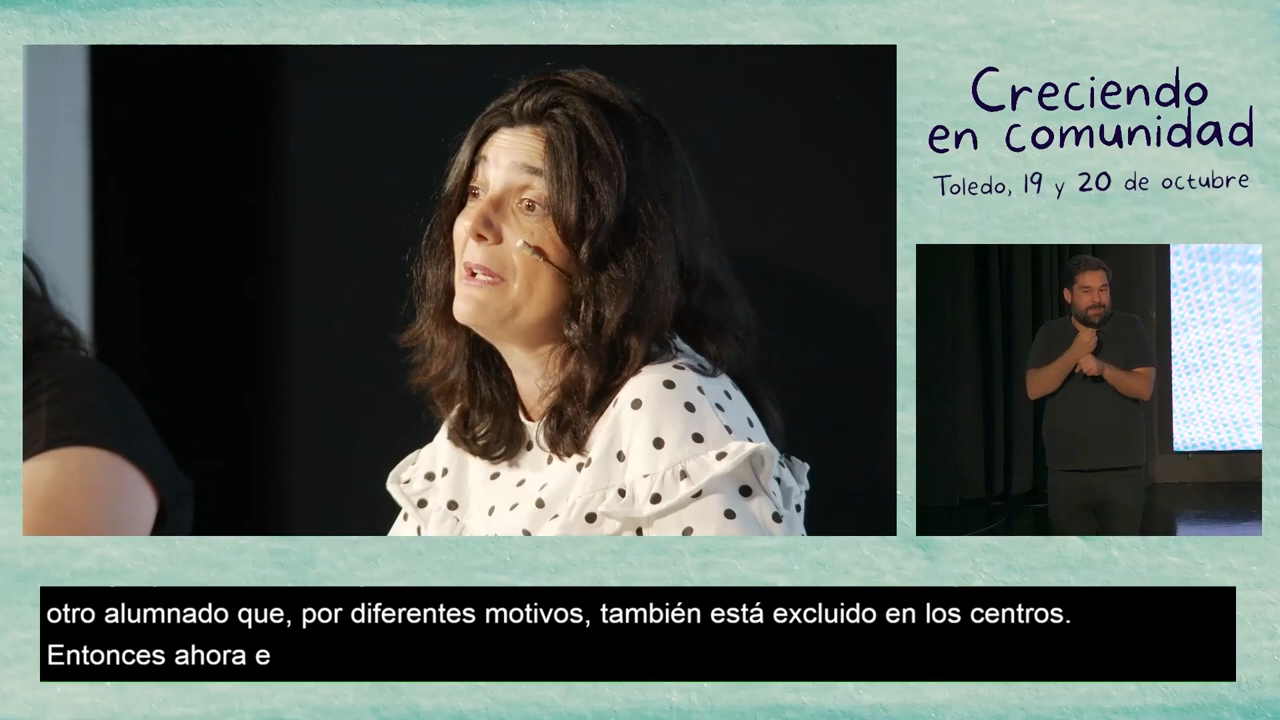 Creciendo
en comunidad
Toledo, 19 y 20 de octubre
otro alumnado que, por diferentes motivos, también está excluido en los centros.
Entonces ahora e